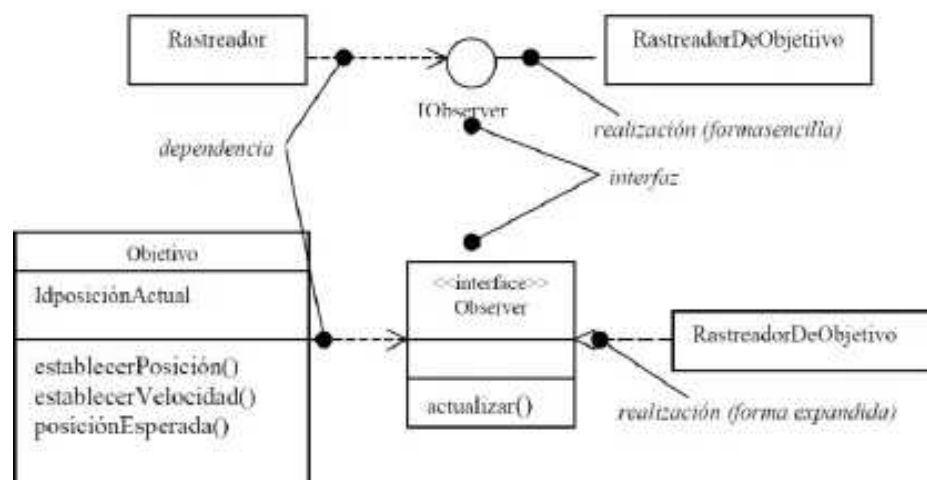 Rastreador
RastreadorDeObjetiivo
IObserver
realización (formasencilla)
dependencia
interfaz
Objetivo
IdposiciónActual
establecerPosición()
establecerVelocidad()
posiciónEsperada()
<<interface>>
Observer
actualizar()
RastreadorDeObjetivo
realización (forma expandida)